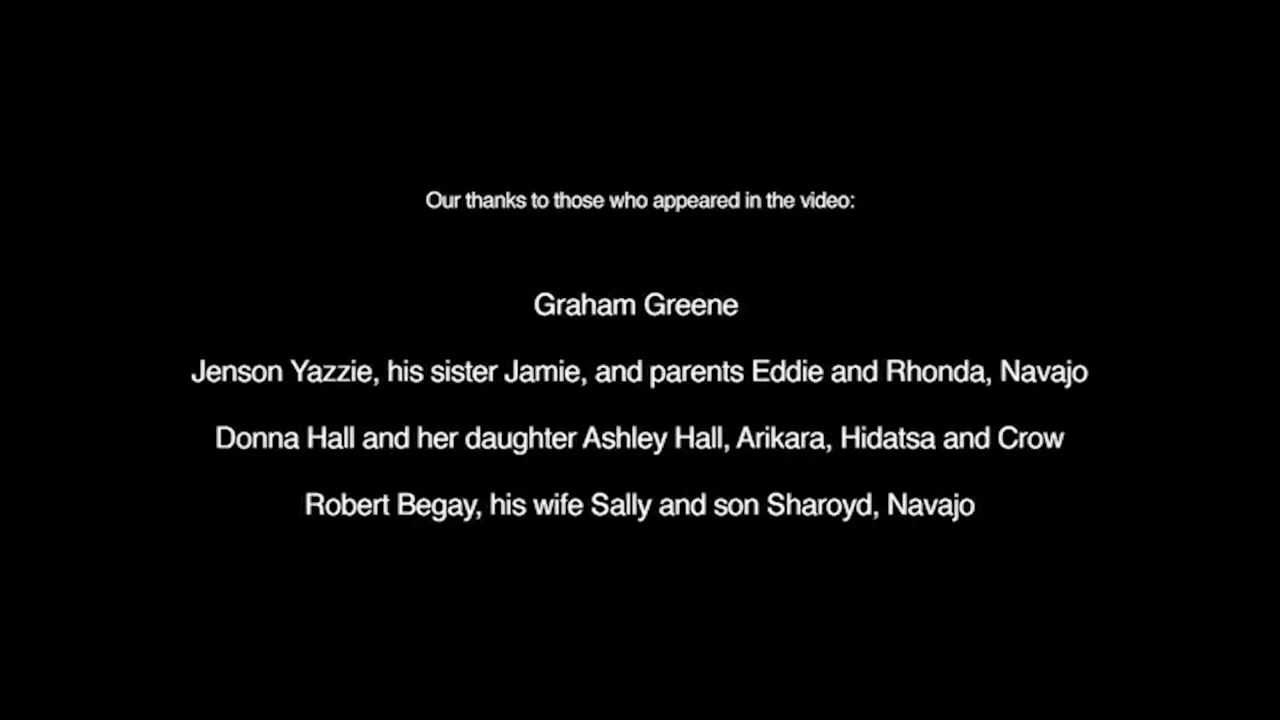 Our thanks to those who appeared in the video:
Graham Greene
Jenson Yazzie, his sister Jamie, and parents Eddie and Rhonda, Navajo
Donna Hall and her daughter Ashley Hall, Arikara, Hidatsa and Crow
Robert Begay, his wife Sally and son Sharoyd, Navajo